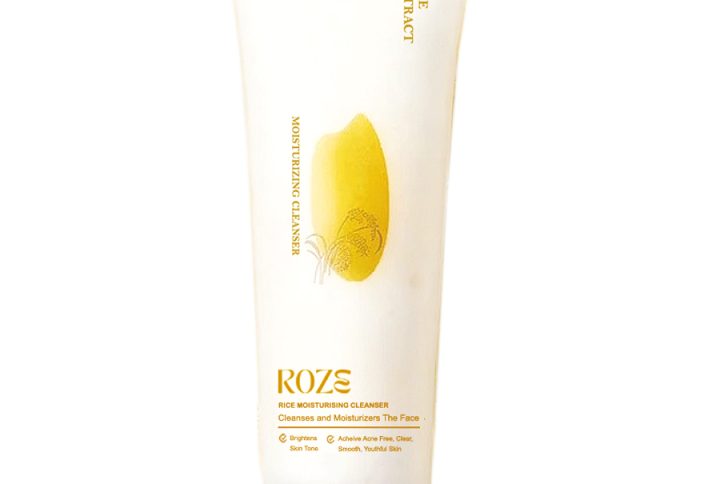 TRACT
MOISTURIZING CLEANSER
ROZE
RICE MOISTURISING CLEANSER
Cleanses and Moisturizers The Face
Brightens
Skin Tone
Acheive Acne Free, Clear,
Smooth, Youthful Skin